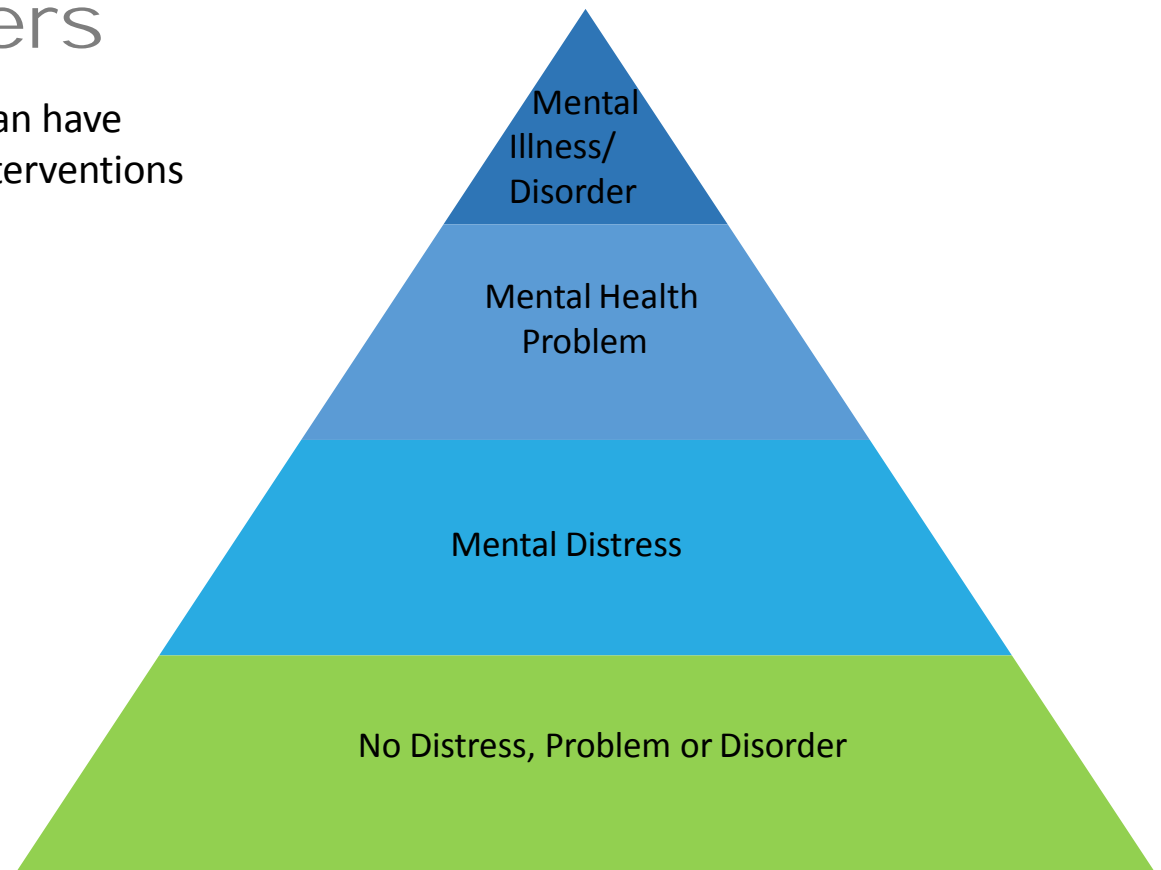 ers
an have
terventions
Mental
Illness/
Disorder
Mental Health
Problem
Mental Distress
No Distress, Problem or Disorder